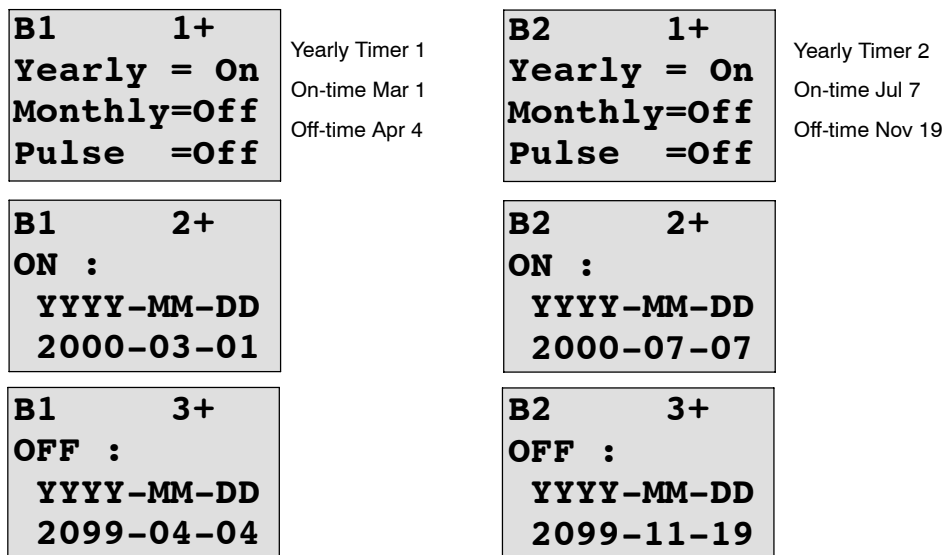 B1 1+
Yearly = On
Monthly=Off
Pulse =Off
Yearly Timer 1
On-time Mar 1
Off-time Apr 4
B2 1+
Yearly = On
Monthly=Off
Pulse =Off
Yearly Timer 2
On-time Jul 7
Off-time Nov 19
B1 2+
ON :
YYYY-MM-DD
2000-03-01
B2 2+
ON :
YYYY-MM-DD
2000-07-07
B1 3+
OFF :
YYYY-MM-DD
2099-04-04
B2 3+
OFF :
YYYY-MM-DD
2099-11-19